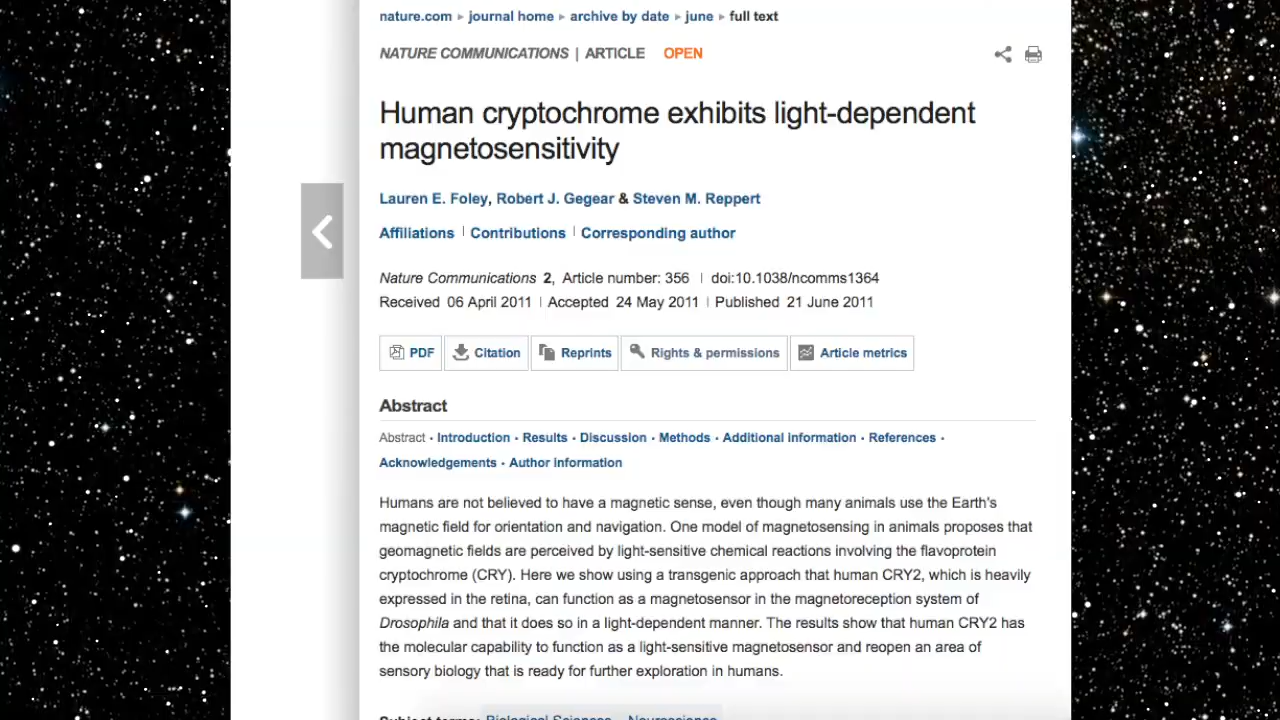 nature.com ▸ journal home ▸ archive by date ▸ june ▸ full text
NATURE COMMUNICATIONS | ARTICLE OPEN
Human cryptochrome exhibits light-dependent
magnetosensitivity
Lauren E. Foley, Robert J. Gegear & Steven M. Reppert
Affiliations | Contributions | Corresponding author
Nature Communications 2, Article number: 356 | doi:10.1038/ncomms1364
Received 06 April 2011 | Accepted 24 May 2011 | Published 21 June 2011
PDF Citation Reprints Rights & permissions Article metrics
Abstract
Abstract • Introduction • Results • Discussion • Methods • Additional information • References •
Acknowledgements • Author information
Humans are not believed to have a magnetic sense, even though many animals use the Earth's
magnetic field for orientation and navigation. One model of magnetosensing in animals proposes that
geomagnetic fields are perceived by light-sensitive chemical reactions involving the flavoprotein
cryptochrome (CRY). Here we show using a transgenic approach that human CRY2, which is heavily
expressed in the retina, can function as a magnetosensor in the magnetoreception system of
Drosophila and that it does so in a light-dependent manner. The results show that human CRY2 has
the molecular capability to function as a light-sensitive magnetosensor and reopen an area of
sensory biology that is ready for further exploration in humans.
Subject terms: Biological Sciences Neuroscience